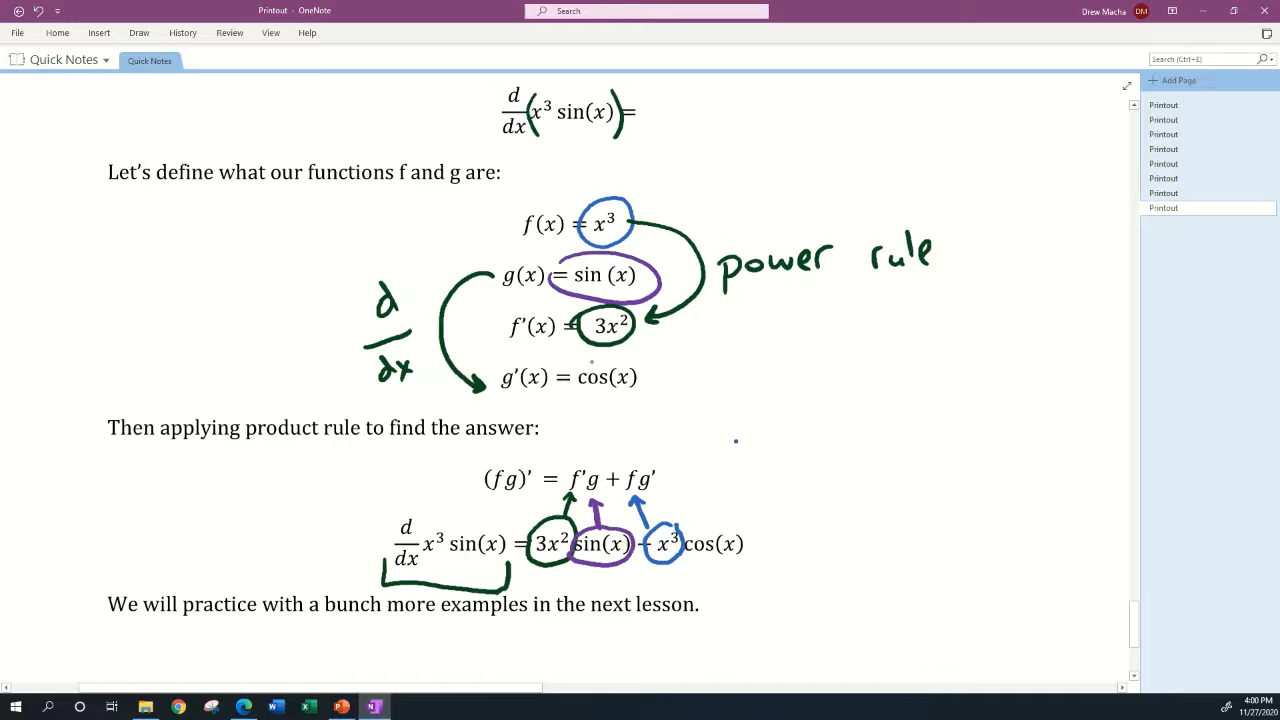 Printout - OneNote
Search
Drew Macha
DM
File Home Insert Draw History Review View Help
Quick Notes
Quick Notes
Search (Ctrl+E)
Add Page
Printout
Printout
Printout
Printout
Printout
Printout
Printout
Printout
d/dx (x³ sin(x)) =
Let’s define what our functions f and g are:
f(x) = x³
g(x) = sin (x)
f’(x) = 3x²
g’(x) = cos(x)
power rule
d/dx
Then applying product rule to find the answer:
(fg)’ = f’g + fg’
d/dx x³ sin(x) = 3x² sin(x) + x³ cos(x)
We will practice with a bunch more examples in the next lesson.
4:00 PM
11/27/2020